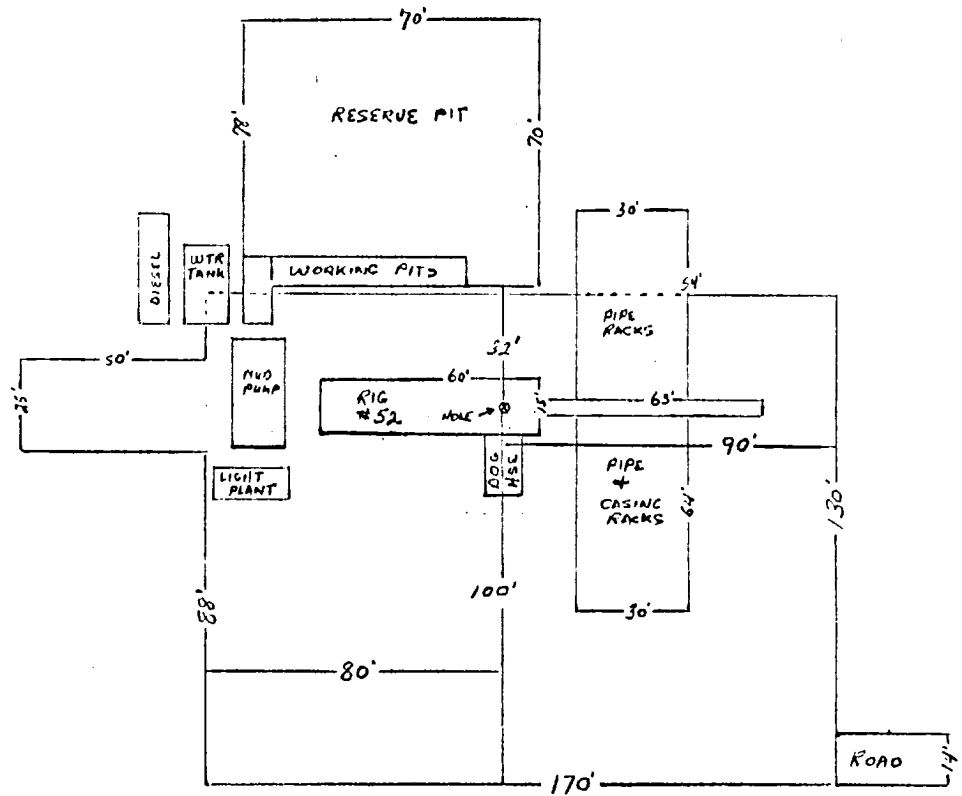 70'
RESERVE PIT
78'
70'
30'
DIESEL
WTR
TANK
WORKING PITS
54'
PIPE
RACKS
32'
50'
MUD
PUMP
60'
RIG
#52
HOLE
15'
63'
25'
90'
LIGHT
PLANT
DOG
HSE
PIPE
+
CASING
RACKS
64'
130'
100'
30'
88'
80'
ROAD
14'
170'